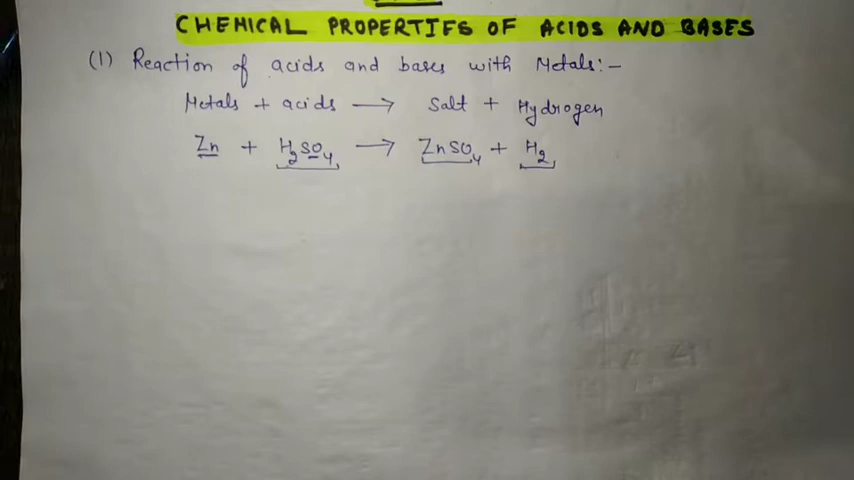 CHEMICAL PROPERTIES OF ACIDS AND BASES
(1) Reaction of acids and bases with Metals:-
Metals + acids → Salt + Hydrogen
Zn + H₂SO₄ → ZnSO₄ + H₂